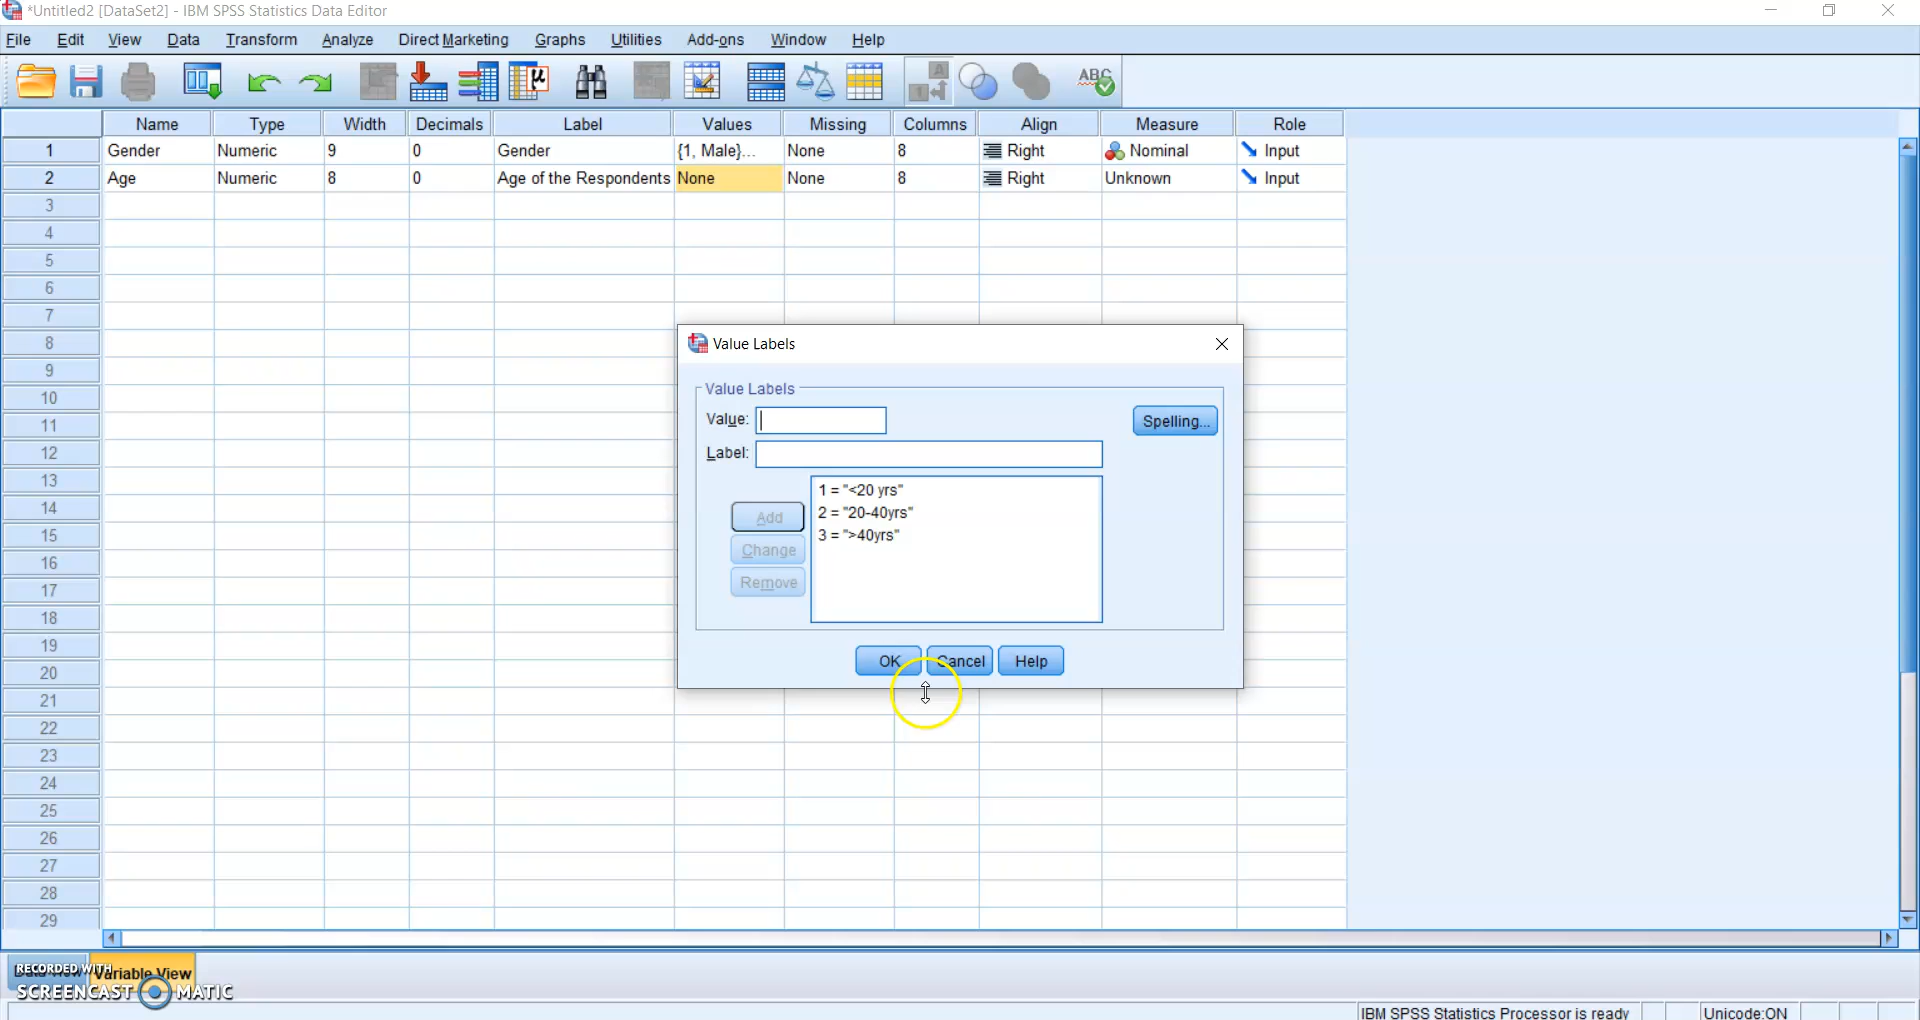 *Untitled2 [DataSet2] - IBM SPSS Statistics Data Editor
File Edit View Data Transform Analyze Direct Marketing Graphs Utilities Add-ons Window Help
A
1
μ
ABC
Name Type Width Decimals Label Values Missing Columns Align Measure Role
1 Gender Numeric 9 0 Gender {1, Male}... None 8 Right Nominal Input
2 Age Numeric 8 0 Age of the Respondents None None 8 Right Unknown Input
3
4
5
6
7
8
9
10
11
12
13
14
15
16
17
18
19
20
21
22
23
24
25
26
27
28
29
Value Labels
Value Labels
Value:
Spelling...
Label:
1 = "<20 yrs"
2 = "20-40yrs"
3 = ">40yrs"
Add
Change
Remove
OK Cancel Help
Data View Variable View
RECORDED WITH
SCREENCAST MATIC
IBM SPSS Statistics Processor is ready Unicode:ON